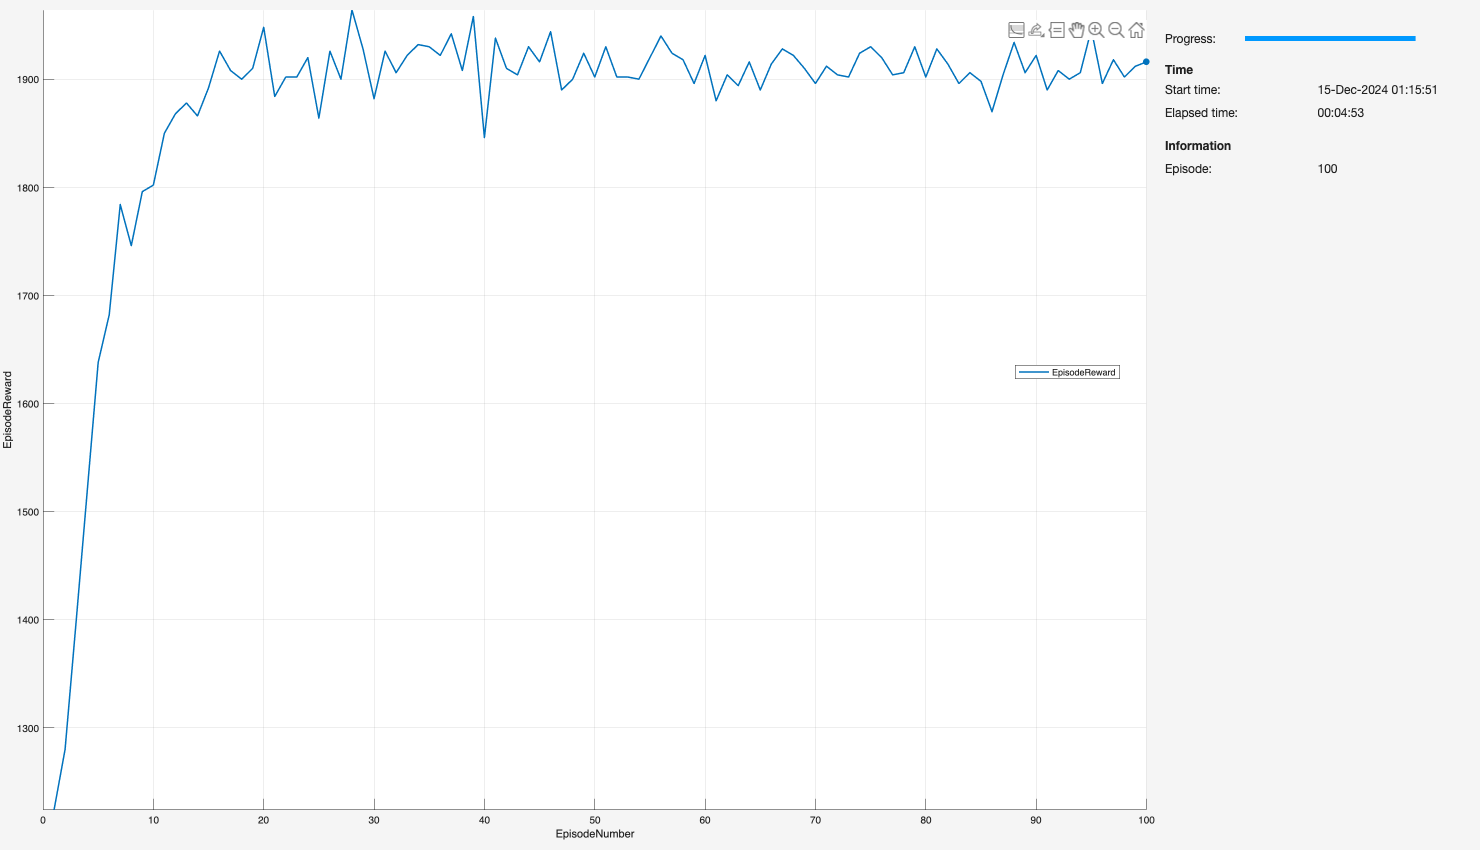 Progress:
Time
Start time: 15-Dec-2024 01:15:51
Elapsed time: 00:04:53
Information
Episode: 100
1900
1800
1700
1600
1500
1400
1300
EpisodeReward
EpisodeReward
0 10 20 30 40 50 60 70 80 90 100
EpisodeNumber